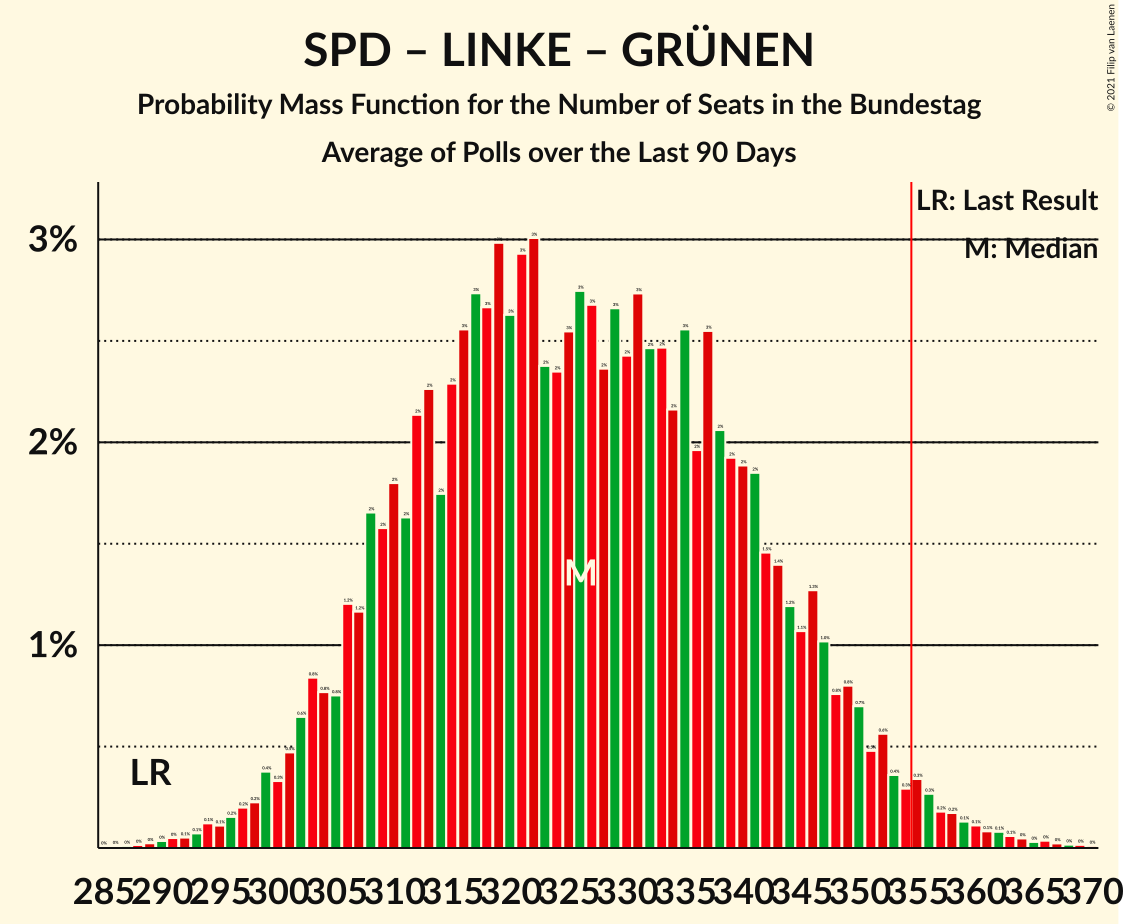 SPD – LINKE – GRÜNEN
Probability Mass Function for the Number of Seats in the Bundestag
Average of Polls over the Last 90 Days
© 2021 Filip van Laenen
LR: Last Result
M: Median
3%
2%
1%
LR
M
285 290 295 300 305 310 315 320 325 330 335 340 345 350 355 360 365 370